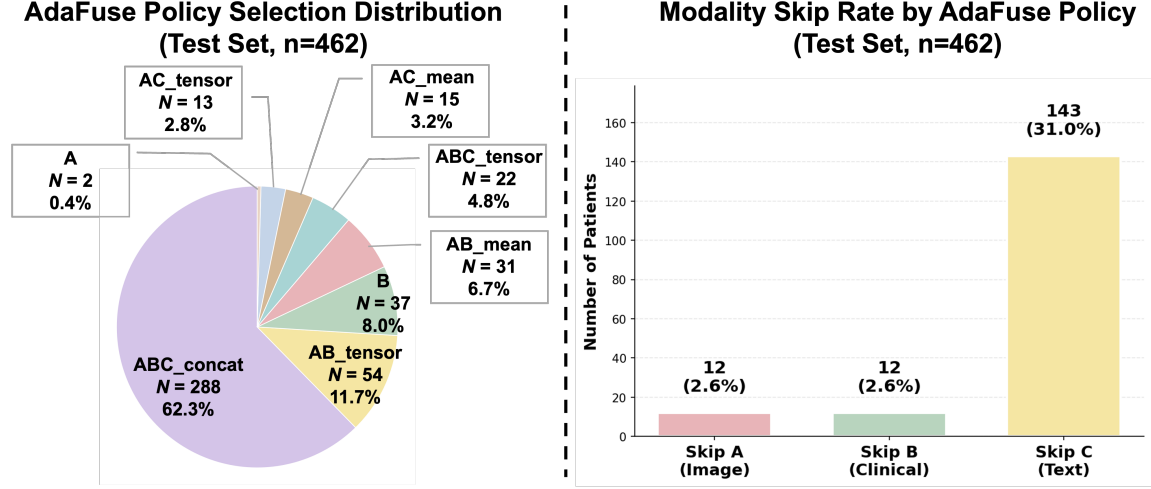 AdaFuse Policy Selection Distribution
(Test Set, n=462)
AC_tensor
N = 13
2.8%
AC_mean
N = 15
3.2%
A
N = 2
0.4%
ABC_tensor
N = 22
4.8%
AB_mean
N = 31
6.7%
B
N = 37
8.0%
AB_tensor
N = 54
11.7%
ABC_concat
N = 288
62.3%
Modality Skip Rate by AdaFuse Policy
(Test Set, n=462)
Number of Patients
160
140
120
100
80
60
40
20
0
12
(2.6%)
12
(2.6%)
143
(31.0%)
Skip A
(Image)
Skip B
(Clinical)
Skip C
(Text)